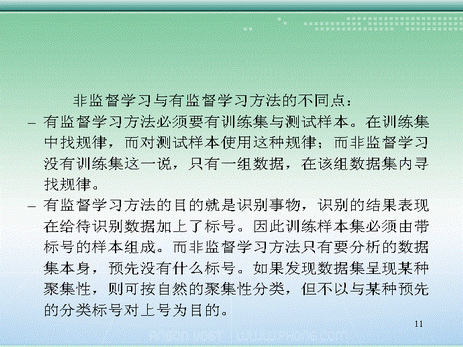 非监督学习与有监督学习方法的不同点：
– 有监督学习方法必须要有训练集与测试样本。在训练集
中找规律，而对测试样本使用这种规律；而非监督学习
没有训练集这一说，只有一组数据，在该组数据集内寻
找规律。
– 有监督学习方法的目的就是识别事物，识别的结果表现
在给待识别数据加上了标号。因此训练样本集必须由带
标号的样本组成。而非监督学习方法只有要分析的数据
集本身，预先没有什么标号。如果发现数据集呈现某种
聚集性，则可按自然的聚集性分类，但不以与某种预先
的分类标号对上号为目的。
11